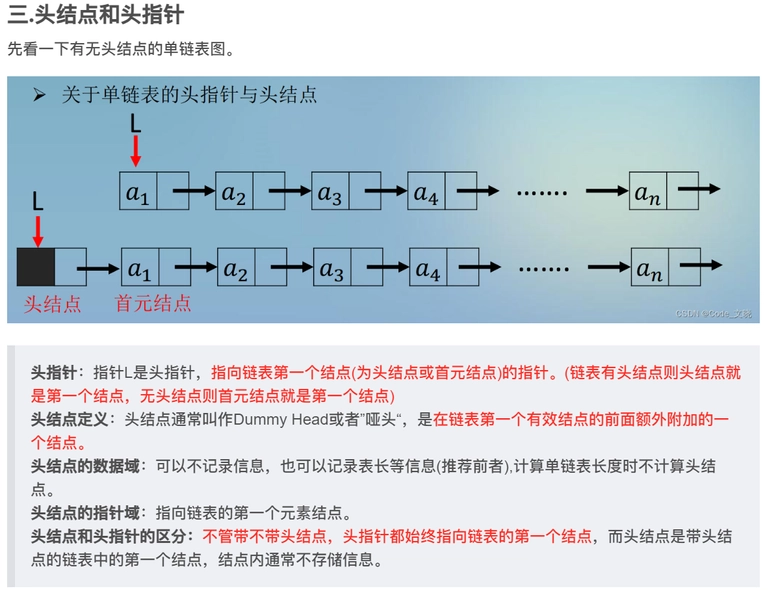 三.头结点和头指针
先看一下有无头结点的单链表图。
➢ 关于单链表的头指针与头结点
L
a₁ a₂ a₃ a₄ ……. aₙ
L
a₁ a₂ a₃ a₄ ……. aₙ
头结点 首元结点
CSDN @Code_文晓
头指针：指针L是头指针，指向链表第一个结点(为头结点或首元结点)的指针。(链表有头结点则头结点就
是第一个结点，无头结点则首元结点就是第一个结点)
头结点定义：头结点通常叫作Dummy Head或者”哑头“，是在链表第一个有效结点的前面额外附加的一
个结点。
头结点的数据域：可以不记录信息，也可以记录表长等信息(推荐前者),计算单链表长度时不计算头结
点。
头结点的指针域：指向链表的第一个元素结点。
头结点和头指针的区分：不管带不带头结点，头指针都始终指向链表的第一个结点，而头结点是带头结
点的链表中的第一个结点，结点内通常不存储信息。